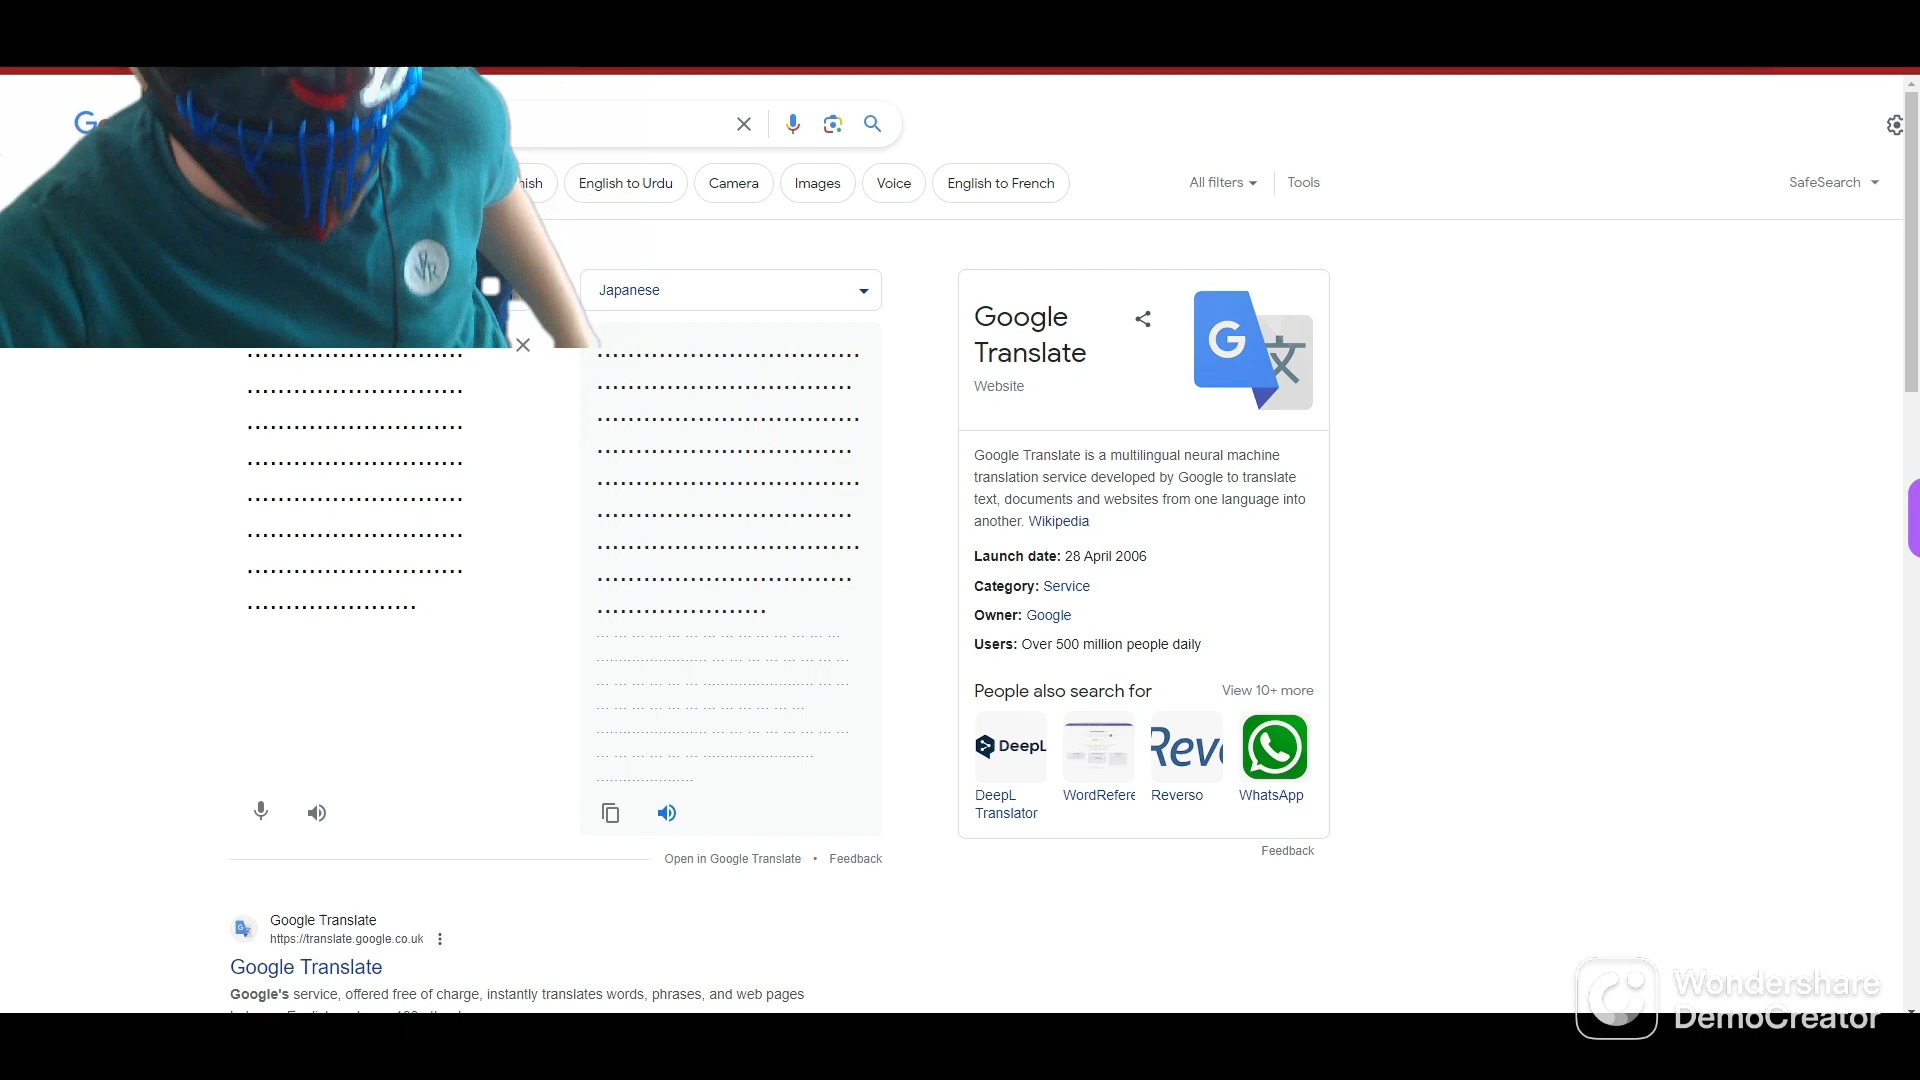 nish
English to Urdu
Camera
Images
Voice
English to French
All filters
Tools
SafeSearch
Japanese
Google
Translate
Website
Google Translate is a multilingual neural machine
translation service developed by Google to translate
text, documents and websites from one language into
another. Wikipedia
Launch date: 28 April 2006
Category: Service
Owner: Google
Users: Over 500 million people daily
People also search for
View 10+ more
DeepL
Reve
DeepL
Translator
WordRefere
Reverso
WhatsApp
Feedback
Open in Google Translate • Feedback
Google Translate
https://translate.google.co.uk
Google Translate
Google's service, offered free of charge, instantly translates words, phrases, and web pages
Wondershare
DemoCreator